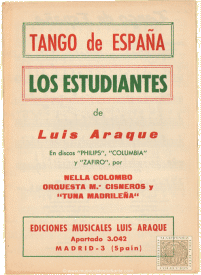 TANGO de ESPAÑA
LOS ESTUDIANTES
de
Luis Araque
En discos "PHILIPS", "COLUMBIA"
y "ZAFIRO", por
NELLA COLOMBO
ORQUESTA M.ª CISNEROS y
"TUNA MADRILEÑA"
EDICIONES MUSICALES LUIS ARAQUE
Apartado 3.042
MADRID-3 (Spain)